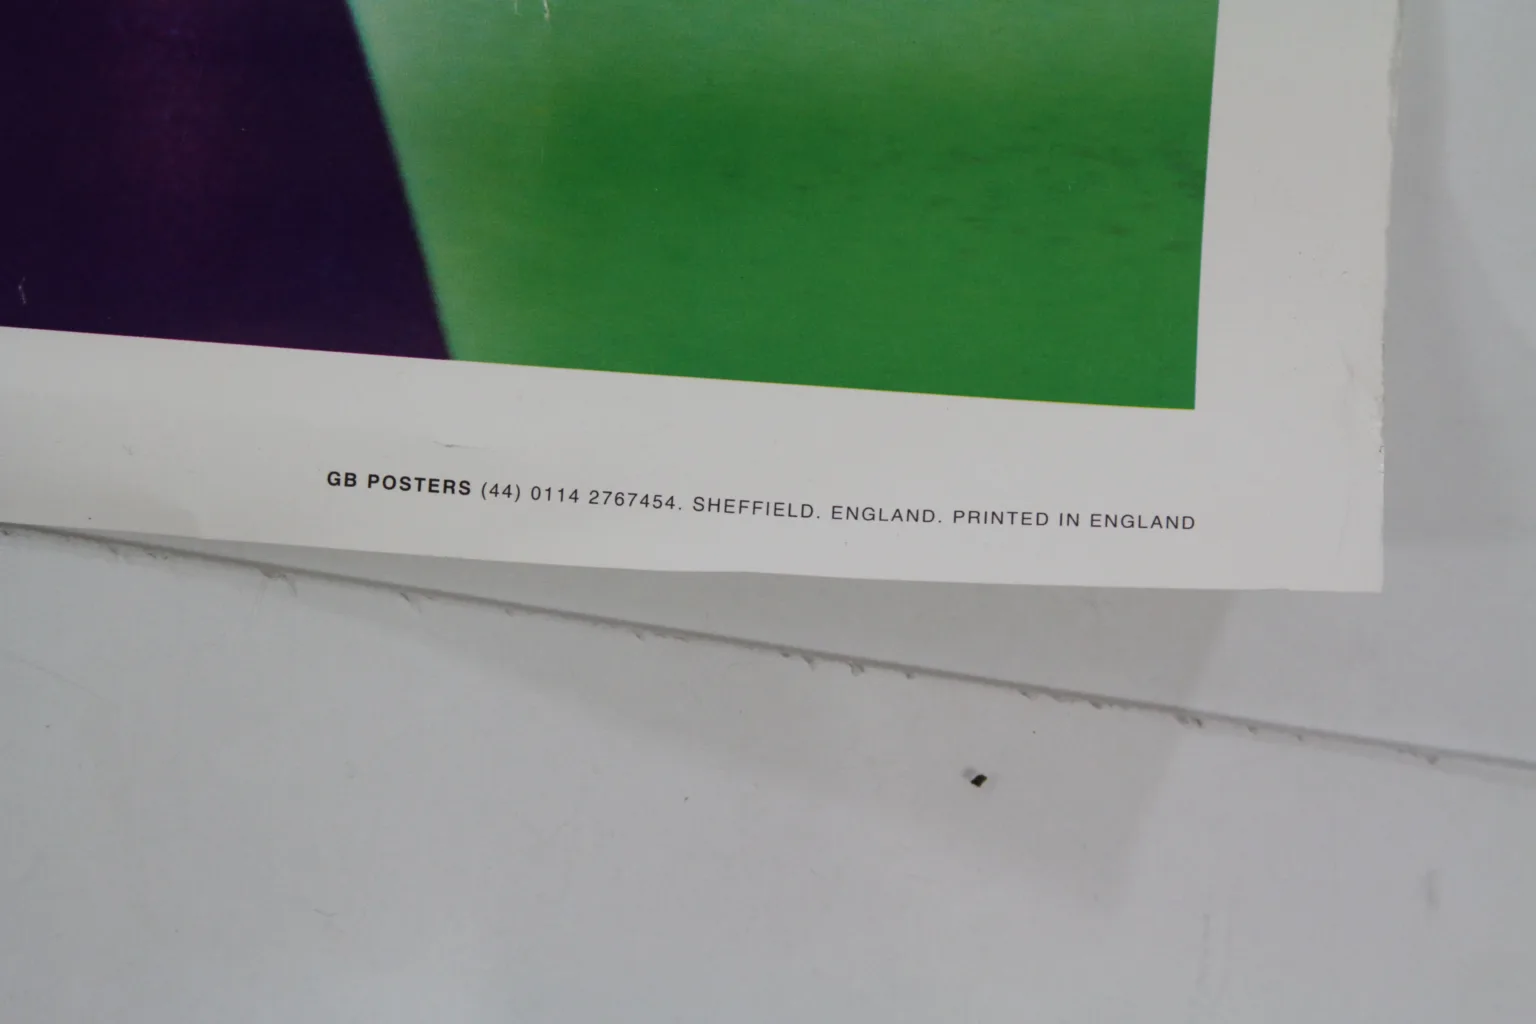 GB POSTERS (44) 0114 2767454. SHEFFIELD. ENGLAND. PRINTED IN ENGLAND